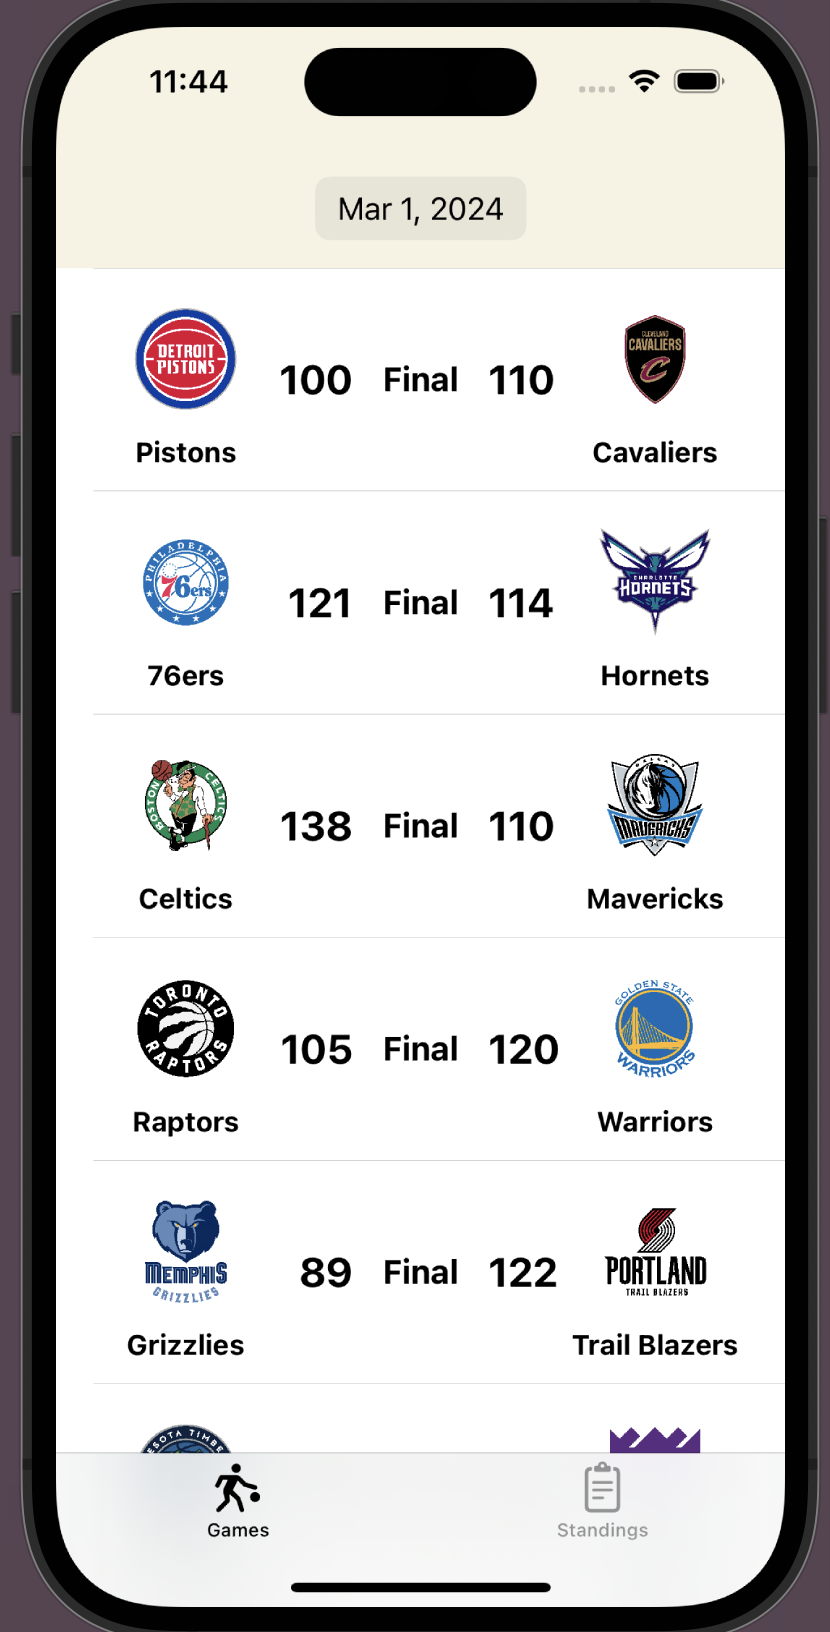 11:44
Mar 1, 2024
DETROIT
PISTONS
100 Final 110
CLEVELAND
CAVALIERS
C
Pistons
Cavaliers
PHILADELPHIA
76ers
121 Final 114
CHARLOTTE
HORNETS
76ers
Hornets
BOSTON CELTICS
138 Final 110
DALLAS
MAVERICKS
Celtics
Mavericks
TORONTO
RAPTORS
105 Final 120
GOLDEN STATE
WARRIORS
Raptors
Warriors
MEMPHIS
GRIZZLIES
89 Final 122
PORTLAND
TRAIL BLAZERS
Grizzlies
Trail Blazers
SOTA TIMBE
Games
Standings